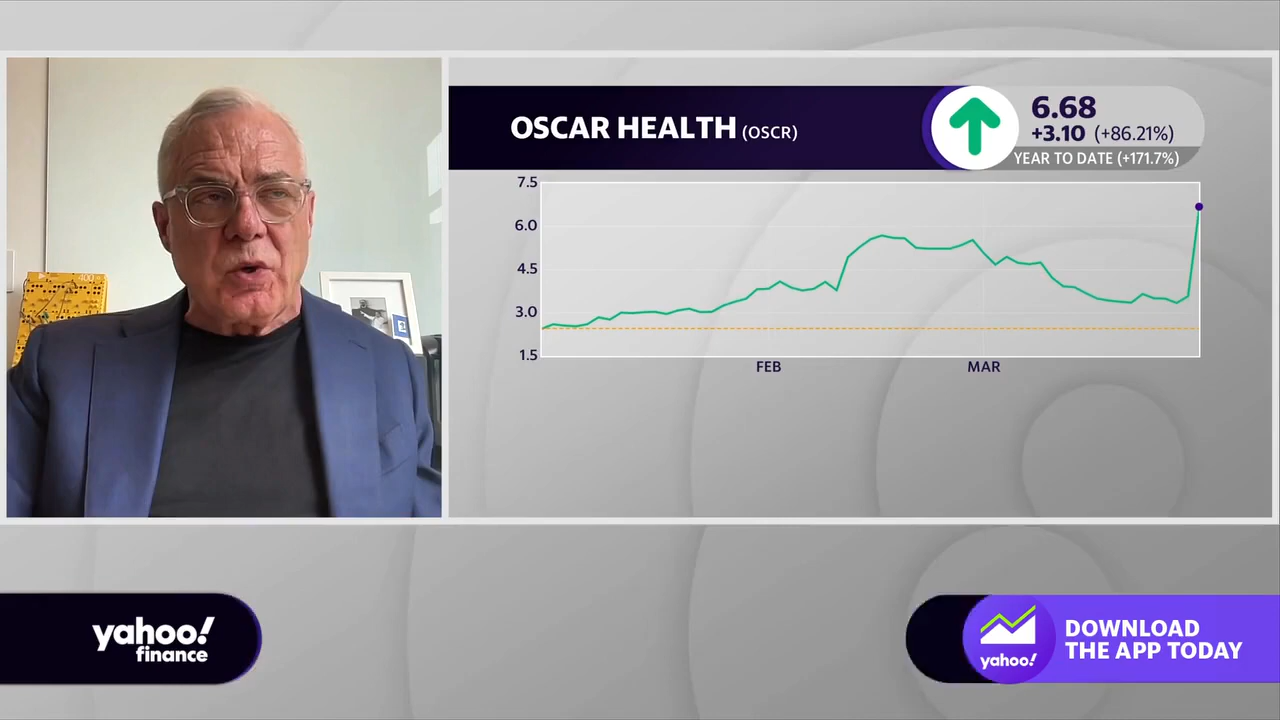 OSCAR HEALTH (OSCR)
6.68
+3.10 (+86.21%)
YEAR TO DATE (+171.7%)
7.5
6.0
4.5
3.0
1.5
FEB
MAR
yahoo!
finance
yahoo!
DOWNLOAD
THE APP TODAY